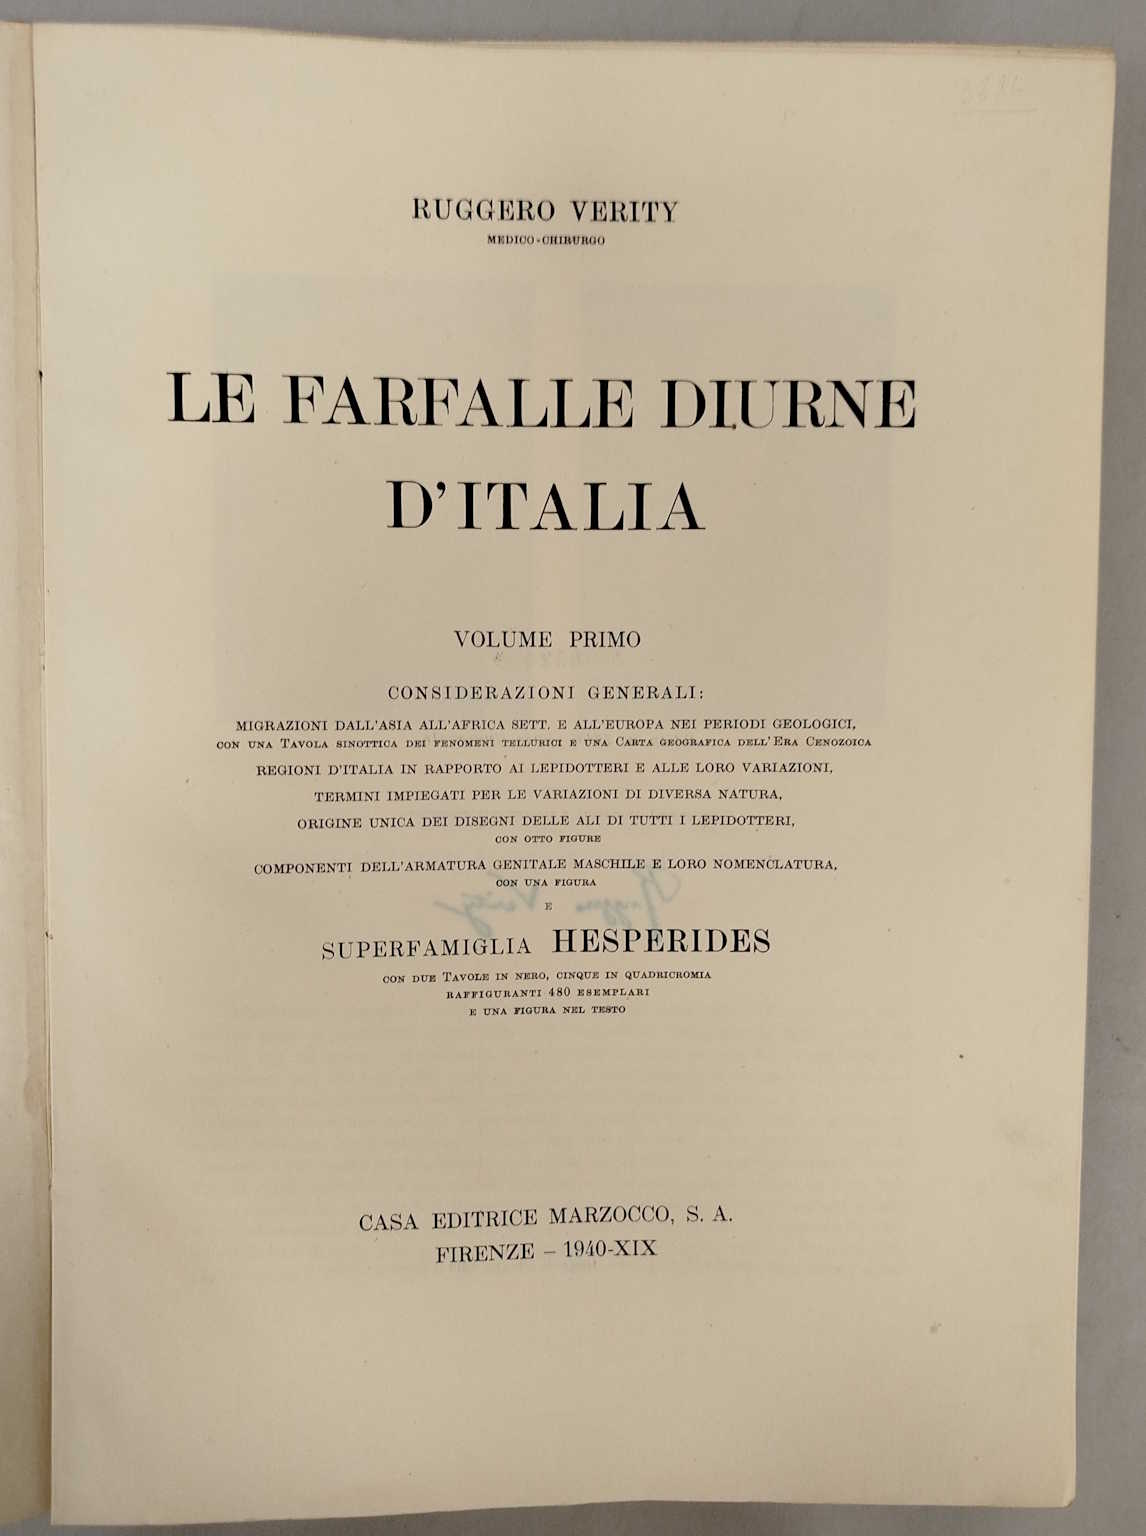 RUGGERO VERITY
MEDICO-CHIRURGO
LE FARFALLE DIURNE
D'ITALIA
VOLUME PRIMO
CONSIDERAZIONI GENERALI:
MIGRAZIONI DALL'ASIA ALL'AFRICA SETT. E ALL'EUROPA NEI PERIODI GEOLOGICI,
CON UNA TAVOLA SINOTTICA DEI FENOMENI TELLURICI E UNA CARTA GEOGRAFICA DELL'ERA CENOZOICA
REGIONI D'ITALIA IN RAPPORTO AI LEPIDOTTERI E ALLE LORO VARIAZIONI,
TERMINI IMPIEGATI PER LE VARIAZIONI DI DIVERSA NATURA,
ORIGINE UNICA DEI DISEGNI DELLE ALI DI TUTTI I LEPIDOTTERI,
CON OTTO FIGURE
COMPONENTI DELL'ARMATURA GENITALE MASCHILE E LORO NOMENCLATURA,
CON UNA FIGURA
E
SUPERFAMIGLIA HESPERIDES
CON DUE TAVOLE IN NERO, CINQUE IN QUADRICROMIA
RAFFIGURANTI 480 ESEMPLARI
E UNA FIGURA NEL TESTO
CASA EDITRICE MARZOCCO, S. A.
FIRENZE - 1940-XIX